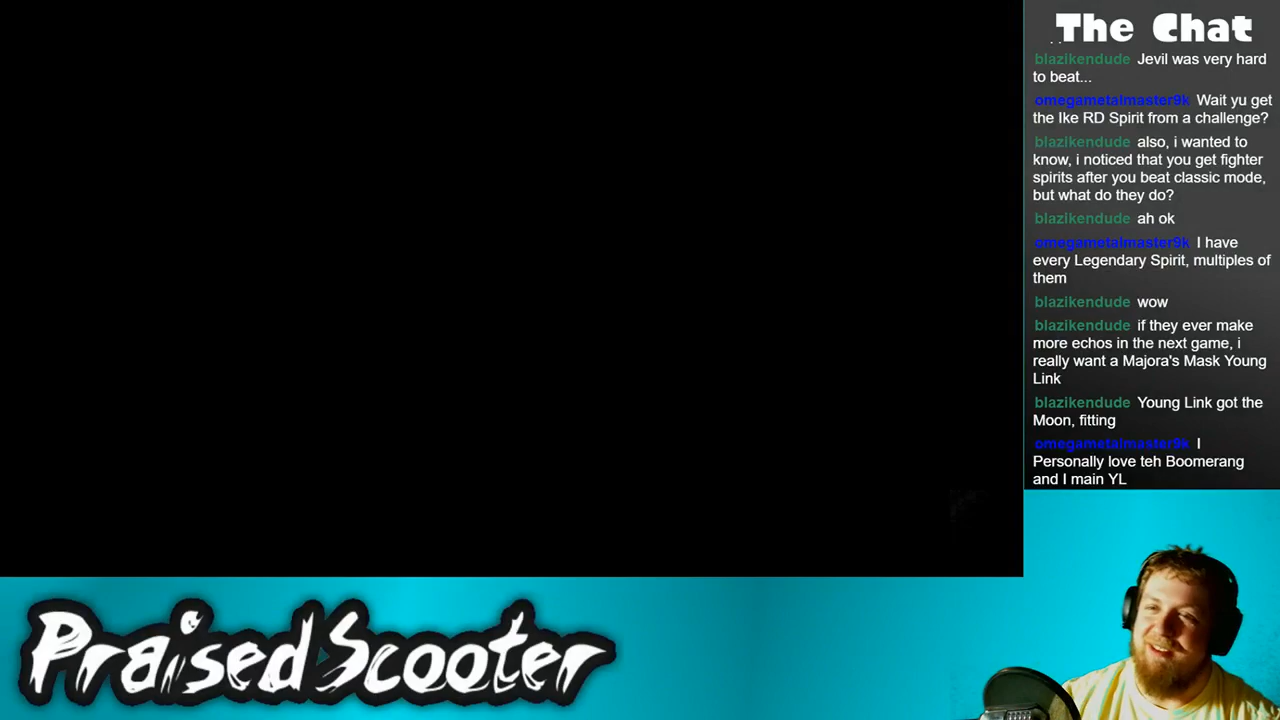 The Chat
blazikendude Jevil was very hard
to beat...
omegametalmaster9k Wait yu get
the Ike RD Spirit from a challenge?
blazikendude also, i wanted to
know, i noticed that you get fighter
spirits after you beat classic mode,
but what do they do?
blazikendude ah ok
omegametalmaster9k I have
every Legendary Spirit, multiples of
them
blazikendude wow
blazikendude if they ever make
more echos in the next game, i
really want a Majora's Mask Young
Link
blazikendude Young Link got the
Moon, fitting
omegametalmaster9k I
Personally love teh Boomerang
and I main YL
Praised Scooter